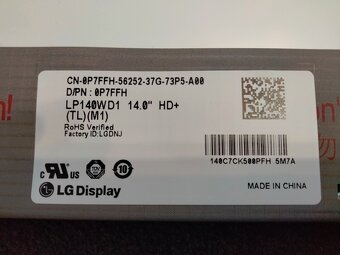 CN-0P7FFH-56252-37G-73P5-A00
D/PN : 0P7FFH
LP140WD1 14.0" HD+
(TL)(M1)
RoHS Verified
Factory ID:LGDNJ
LG Display
140C7CK500PFH 5M7A
MADE IN CHINA